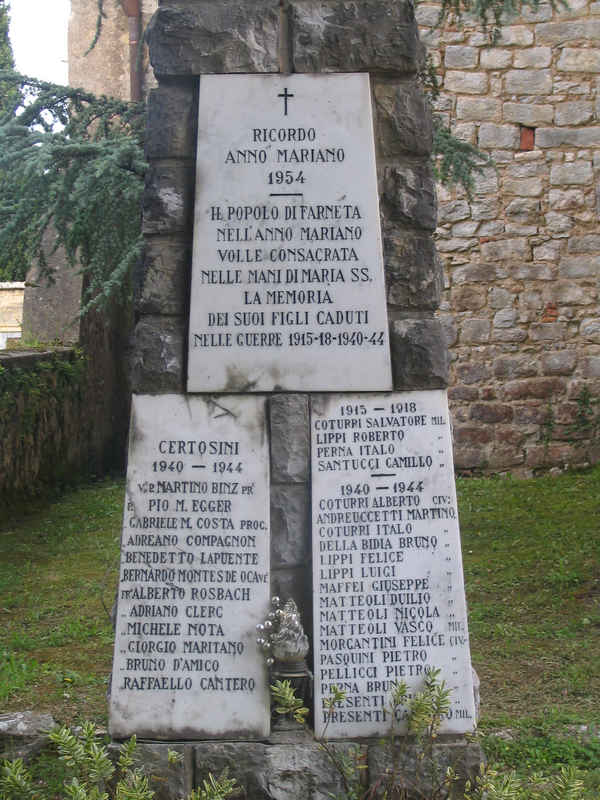 RICORDO
ANNO MARIANO
1954
IL POPOLO DI FARNETA
NELL'ANNO MARIANO
VOLLE CONSACRATA
NELLE MANI DI MARIA SS.
LA MEMORIA
DEI SUOI FIGLI CADUTI
NELLE GUERRE 1915-18-1940-44
CERTOSINI
1940 — 1944
V.P. MARTINO BINZ PR
P. PIO M. EGGER
„ GABRIELE M. COSTA PROC.
„ ADREANO COMPAGNON
„ BENEDETTO LAPUENTE
„ BERNARDO MONTES DE OCA
ALBERTO ROSBACH
„ ADRIANO CLERC
„ MICHELE NOTA
„ GIORGIO MARITANO
„ BRUNO D'AMICO
„ RAFFAELLO CANTERO
1915 — 1918
COTURRI SALVATORE MIL.
LIPPI ROBERTO „
PERNA ITALO „
SANTUCCI CAMILLO „
1940 — 1944
COTURRI ALBERTO CIV.
ANDREUCCETTI MARTINO „
COTURRI ITALO „
DELLA BIDIA BRUNO „
LIPPI FELICE „
LIPPI LUIGI „
MAFFEI GIUSEPPE „
MATTEOLI DUILIO „
MATTEOLI NICOLA „
MATTEOLI VASCO MIL.
MORGANTINI FELICE CIV.
PASQUINI PIETRO „
PELLICCI PIETRO „
PERNA BRUNO „
PRESENTI
PRESENTI MIL.